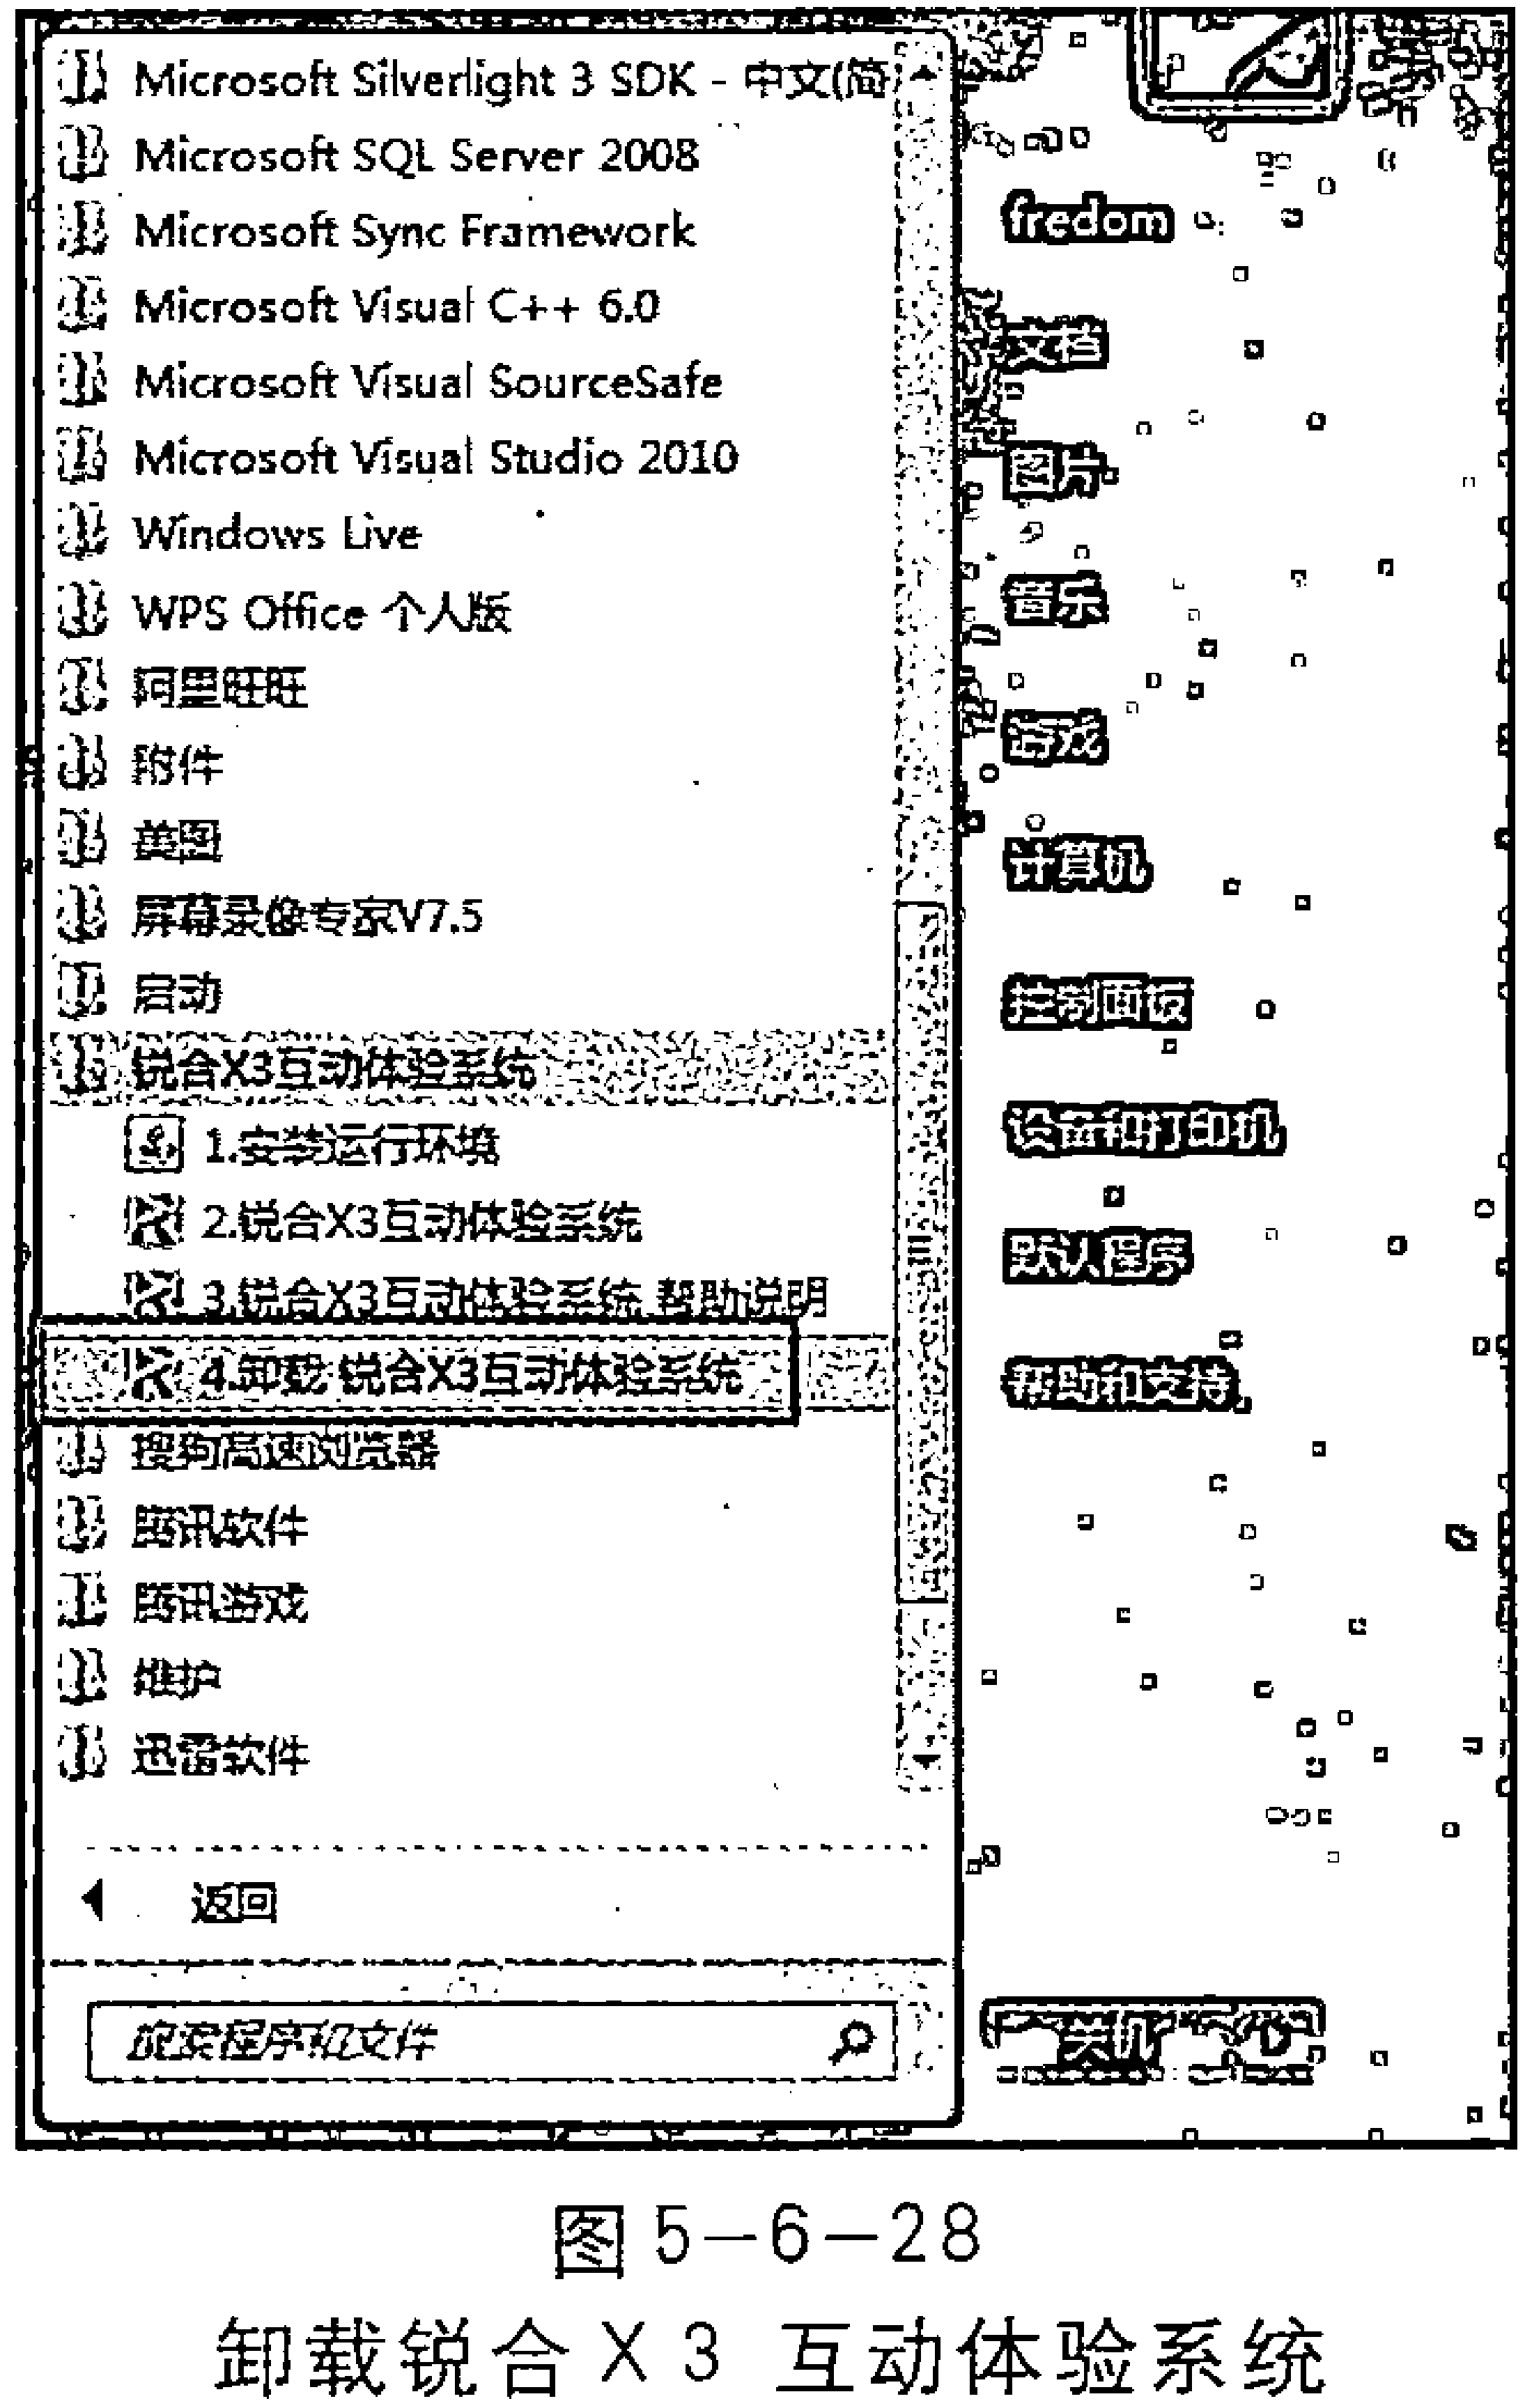 Microsoft Silverlight 3 SDK - 中文(简
Microsoft SQL Server 2008
Microsoft Sync Framework
Microsoft Visual C++ 6.0
Microsoft Visual SourceSafe
Microsoft Visual Studio 2010
Windows Live
WPS Office 个人版
阿里旺旺
附件
美图
屏幕录像专家V7.5
启动
锐合X3互动体验系统
1.安装运行环境
2.锐合X3互动体验系统
3.锐合X3互动体验系统 帮助说明
4.卸载 锐合X3互动体验系统
搜狗高速浏览器
腾讯软件
腾讯游戏
维护
迅雷软件
返回
搜索程序和文件
fredom
文档
图片
音乐
游戏
计算机
控制面板
设备和打印机
默认程序
帮助和支持
关机
图 5-6-28
卸载锐合X3 互动体验系统